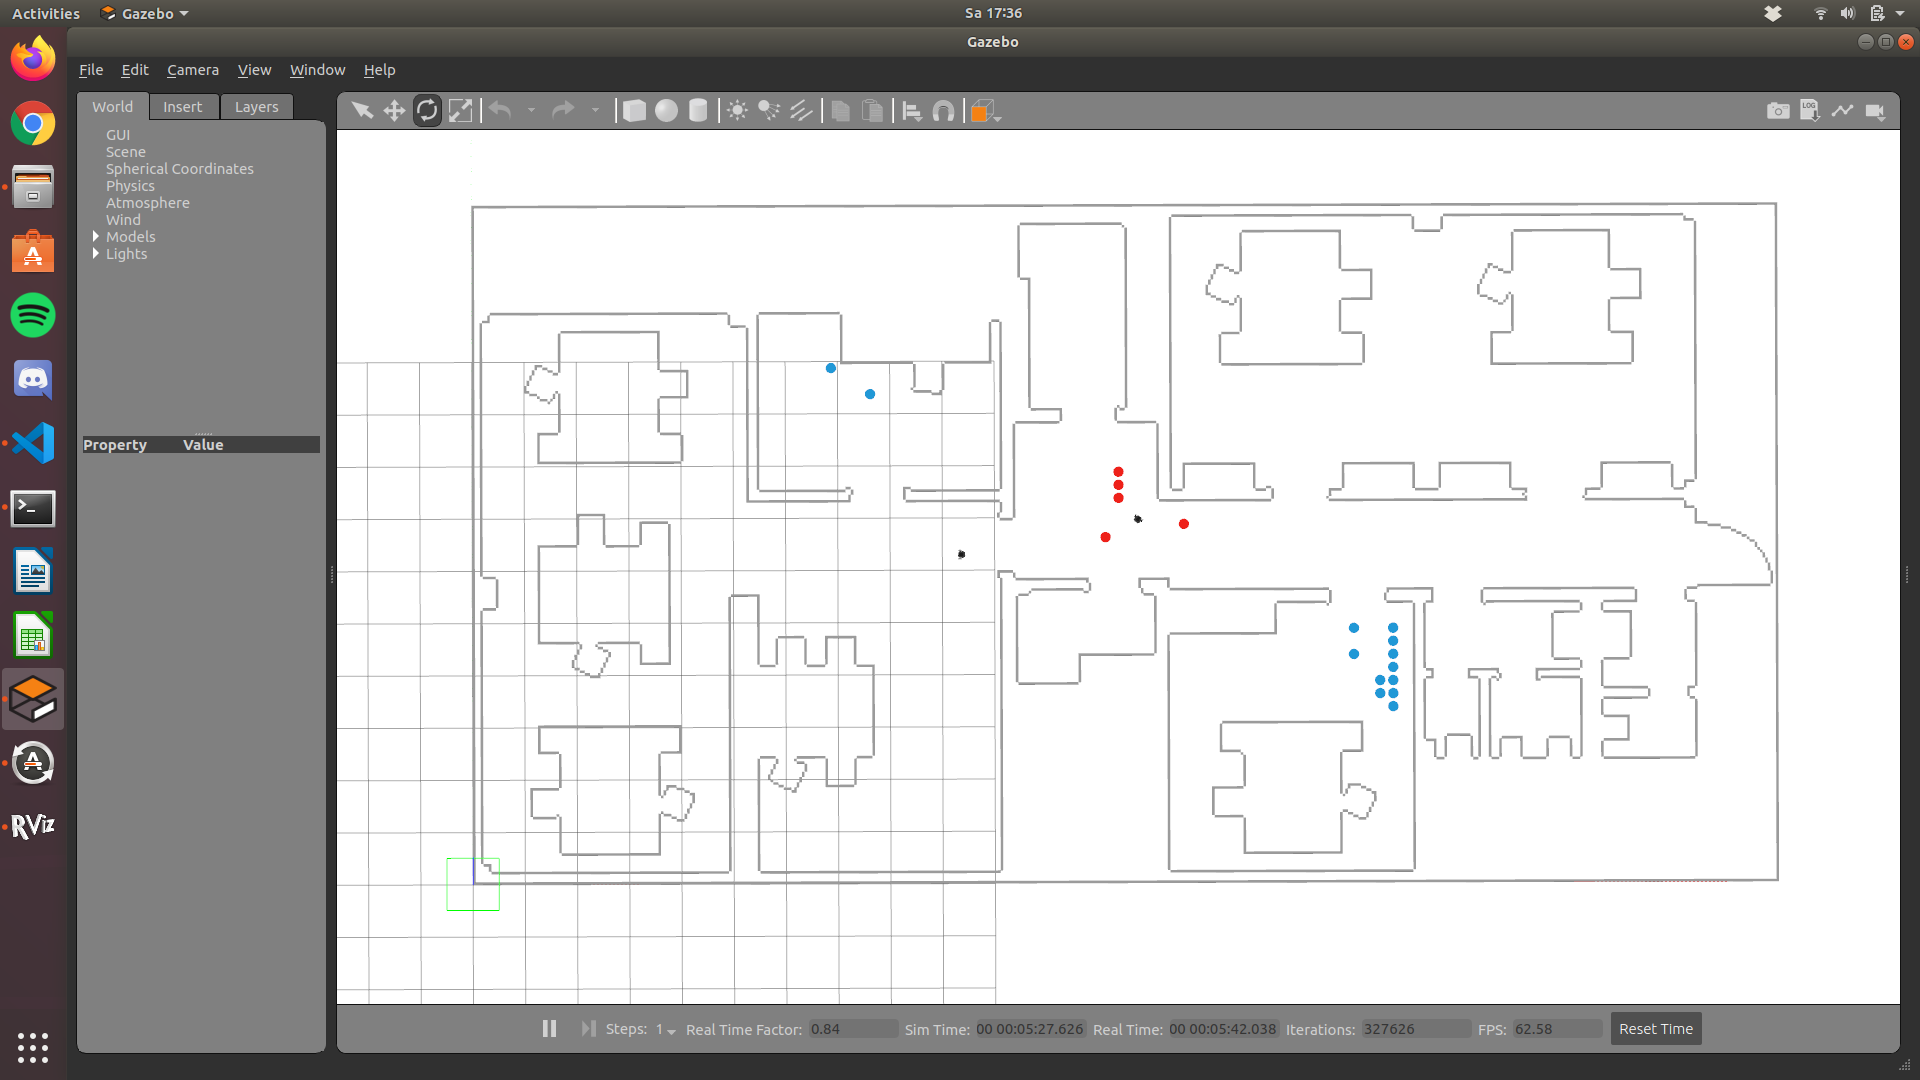 Activities Gazebo Sa 17:36
Gazebo
File Edit Camera View Window Help
World Insert Layers
LOG
GUI
Scene
Spherical Coordinates
Physics
Atmosphere
Wind
Models
Lights
Property Value
RViz
Steps: 1 Real Time Factor: 0.84 Sim Time: 00 00:05:27.626 Real Time: 00 00:05:42.038 Iterations: 327626 FPS: 62.58 Reset Time